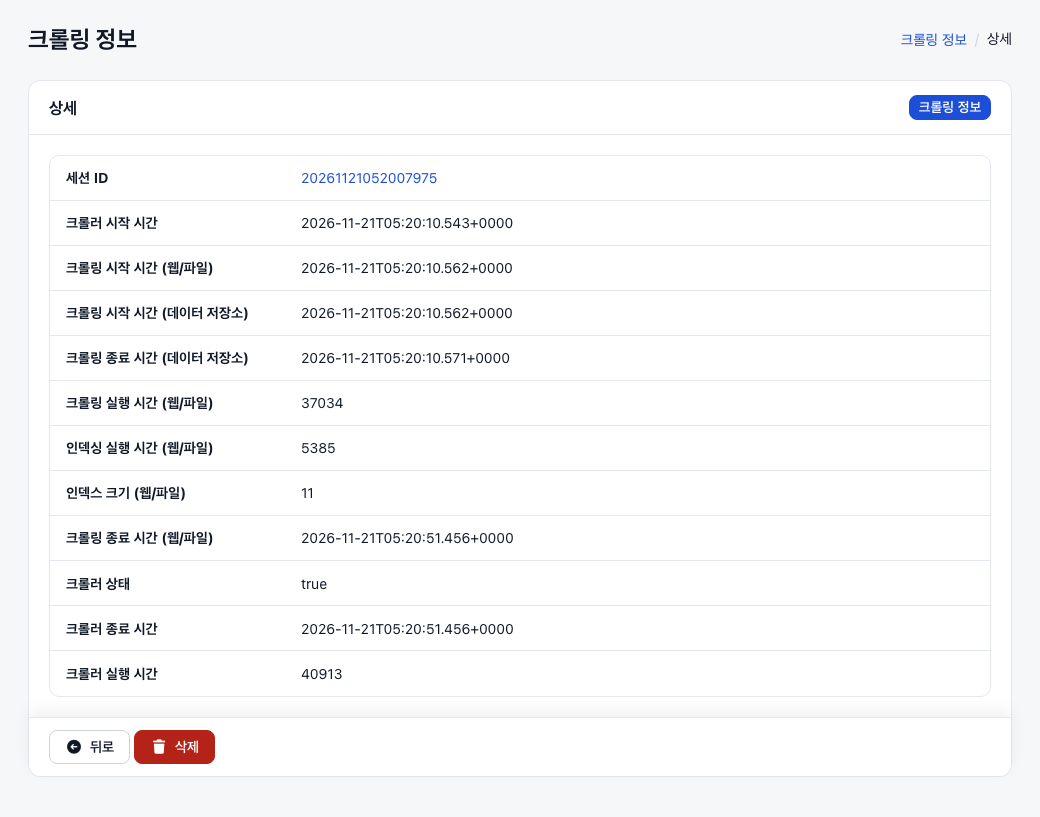 크롤링 정보
크롤링 정보 / 상세
상세
크롤링 정보
세션 ID 20261121052007975
크롤러 시작 시간 2026-11-21T05:20:10.543+0000
크롤링 시작 시간 (웹/파일) 2026-11-21T05:20:10.562+0000
크롤링 시작 시간 (데이터 저장소) 2026-11-21T05:20:10.562+0000
크롤링 종료 시간 (데이터 저장소) 2026-11-21T05:20:10.571+0000
크롤링 실행 시간 (웹/파일) 37034
인덱싱 실행 시간 (웹/파일) 5385
인덱스 크기 (웹/파일) 11
크롤링 종료 시간 (웹/파일) 2026-11-21T05:20:51.456+0000
크롤러 상태 true
크롤러 종료 시간 2026-11-21T05:20:51.456+0000
크롤러 실행 시간 40913
뒤로 삭제